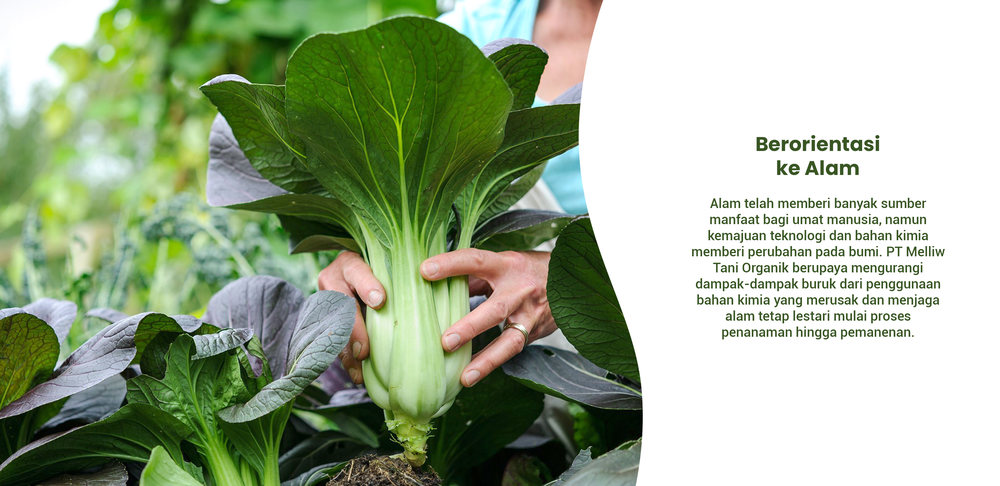 Berorientasi
ke Alam
Alam telah memberi banyak sumber
manfaat bagi umat manusia, namun
kemajuan teknologi dan bahan kimia
memberi perubahan pada bumi. PT Melliw
Tani Organik berupaya mengurangi
dampak-dampak buruk dari penggunaan
bahan kimia yang merusak dan menjaga
alam tetap lestari mulai proses
penanaman hingga pemanenan.